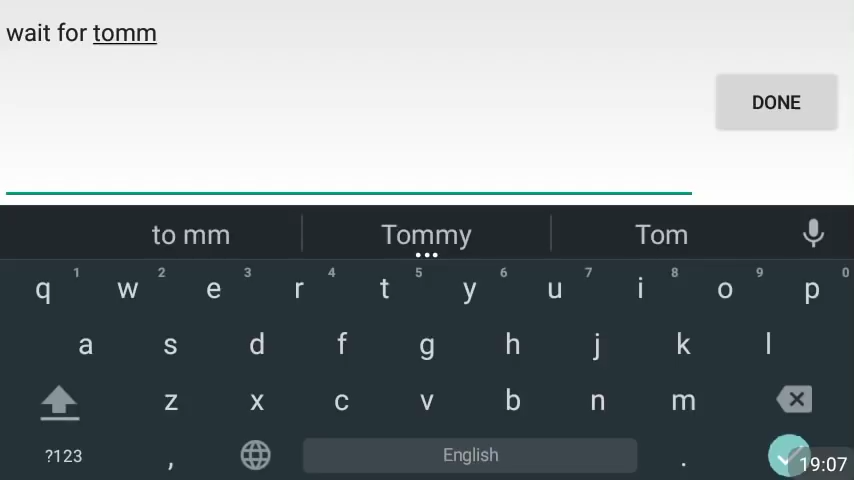 wait for tomm
DONE
to mm Tommy Tom
q 1 w 2 e 3 r 4 t 5 y 6 u 7 i 8 o 9 p 0
a s d f g h j k l
z x c v b n m
?123 , English .
19:07